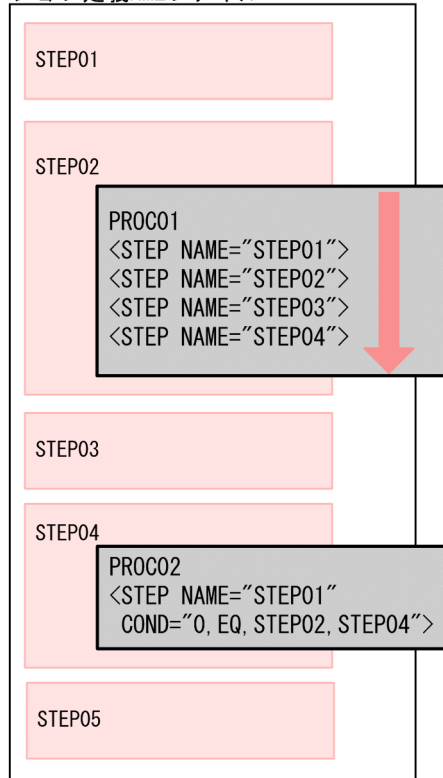 STEP01
STEP02
PROC01
<STEP NAME="STEP01">
<STEP NAME="STEP02">
<STEP NAME="STEP03">
<STEP NAME="STEP04">
STEP03
STEP04
PROC02
<STEP NAME="STEP01"
COND="0,EQ,STEP02,STEP04">
STEP05